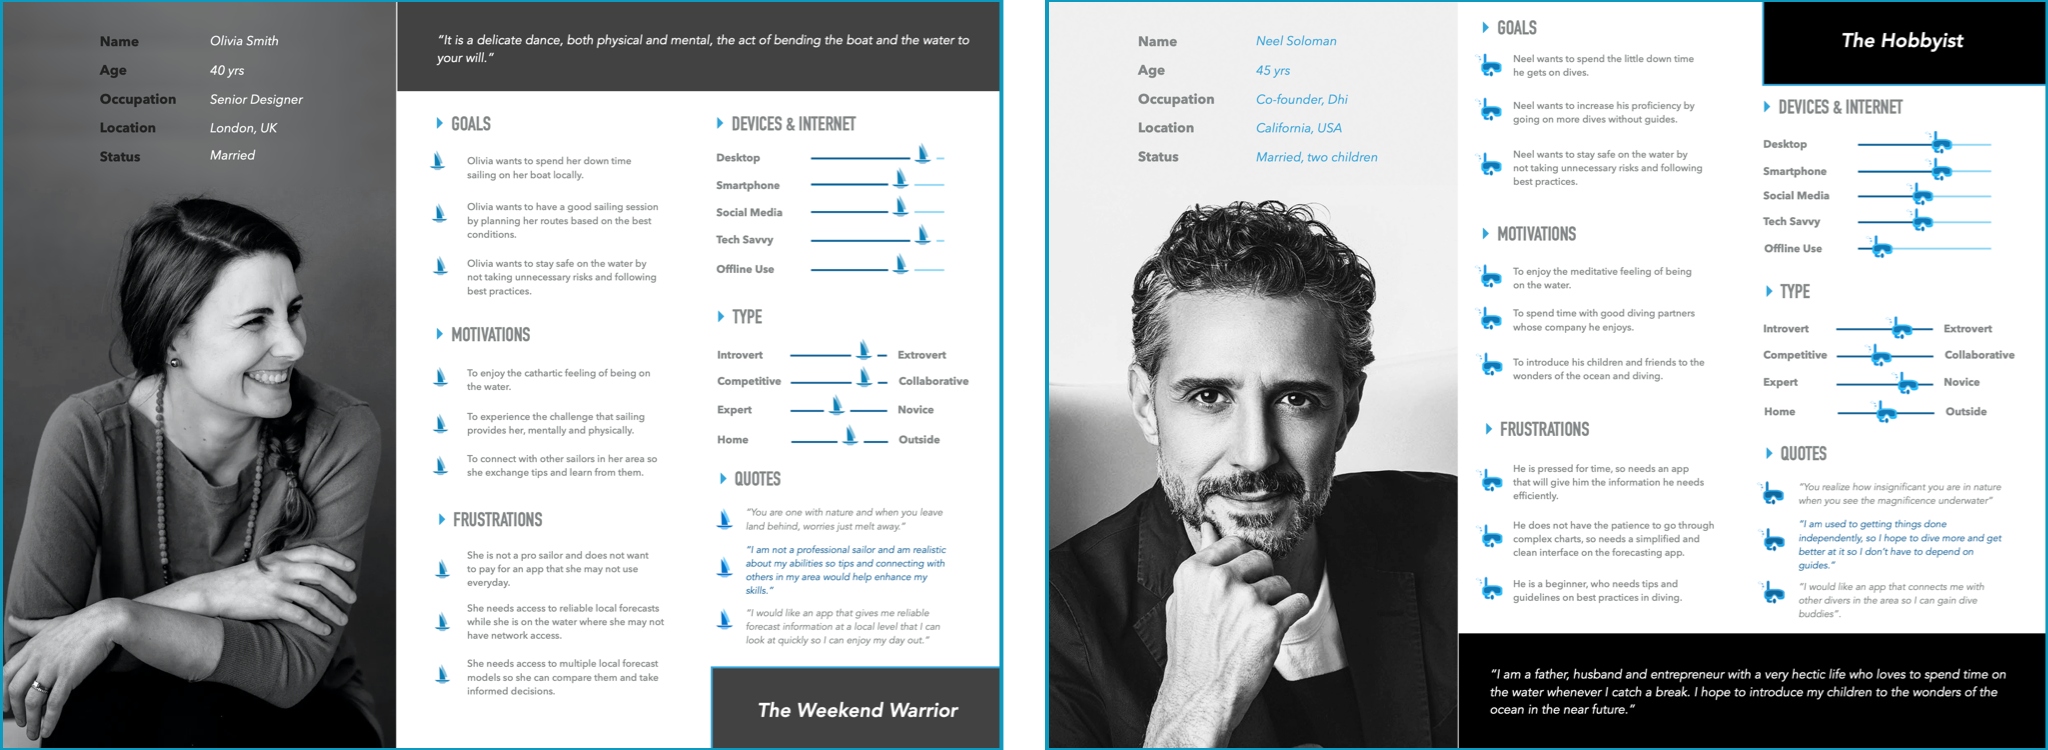 Name Olivia Smith
Age 40 yrs
Occupation Senior Designer
Location London, UK
Status Married
“It is a delicate dance, both physical and mental, the act of bending the boat and the water to
your will.”
GOALS
Olivia wants to spend her down time
sailing on her boat locally.
Olivia wants to have a good sailing session
by planning her routes based on the best
conditions.
Olivia wants to stay safe on the water by
not taking unnecessary risks and following
best practices.
MOTIVATIONS
To enjoy the cathartic feeling of being on
the water.
To experience the challenge that sailing
provides her, mentally and physically.
To connect with other sailors in her area so
she exchange tips and learn from them.
FRUSTRATIONS
She is not a pro sailor and does not want
to pay for an app that she may not use
everyday.
She needs access to reliable local forecasts
while she is on the water where she may not
have network access.
She needs access to multiple local forecast
models so she can compare them and take
informed decisions.
DEVICES & INTERNET
Desktop
Smartphone
Social Media
Tech Savvy
Offline Use
TYPE
Introvert Extrovert
Competitive Collaborative
Expert Novice
Home Outside
QUOTES
“You are one with nature and when you leave
land behind, worries just melt away.”
“I am not a professional sailor and am realistic
about my abilities so tips and connecting with
others in my area would help enhance my
skills.”
“I would like an app that gives me reliable
forecast information at a local level that I can
look at quickly so I can enjoy my day out.”
The Weekend Warrior
Name Neel Soloman
Age 45 yrs
Occupation Co-founder, Dhi
Location California, USA
Status Married, two children
GOALS
Neel wants to spend the little down time
he gets on dives.
Neel wants to increase his proficiency by
going on more dives without guides.
Neel wants to stay safe on the water by
not taking unnecessary risks and following
best practices.
MOTIVATIONS
To enjoy the meditative feeling of being
on the water.
To spend time with good diving partners
whose company he enjoys.
To introduce his children and friends to the
wonders of the ocean and diving.
FRUSTRATIONS
He is pressed for time, so needs an app
that will give him the information he needs
efficiently.
He does not have the patience to go through
complex charts, so needs a simplified and
clean interface on the forecasting app.
He is a beginner, who needs tips and
guidelines on best practices in diving.
The Hobbyist
DEVICES & INTERNET
Desktop
Smartphone
Social Media
Tech Savvy
Offline Use
TYPE
Introvert Extrovert
Competitive Collaborative
Expert Novice
Home Outside
QUOTES
“You realize how insignificant you are in nature
when you see the magnificence underwater”
“I am used to getting things done
independently, so I hope to dive more and get
better at it so I don’t have to depend on
guides.”
“I would like an app that connects me with
other divers in the area so I can gain dive
buddies”.
“I am a father, husband and entrepreneur with a very hectic life who loves to spend time on
the water whenever I catch a break. I hope to introduce my children to the wonders of the
ocean in the near future.”